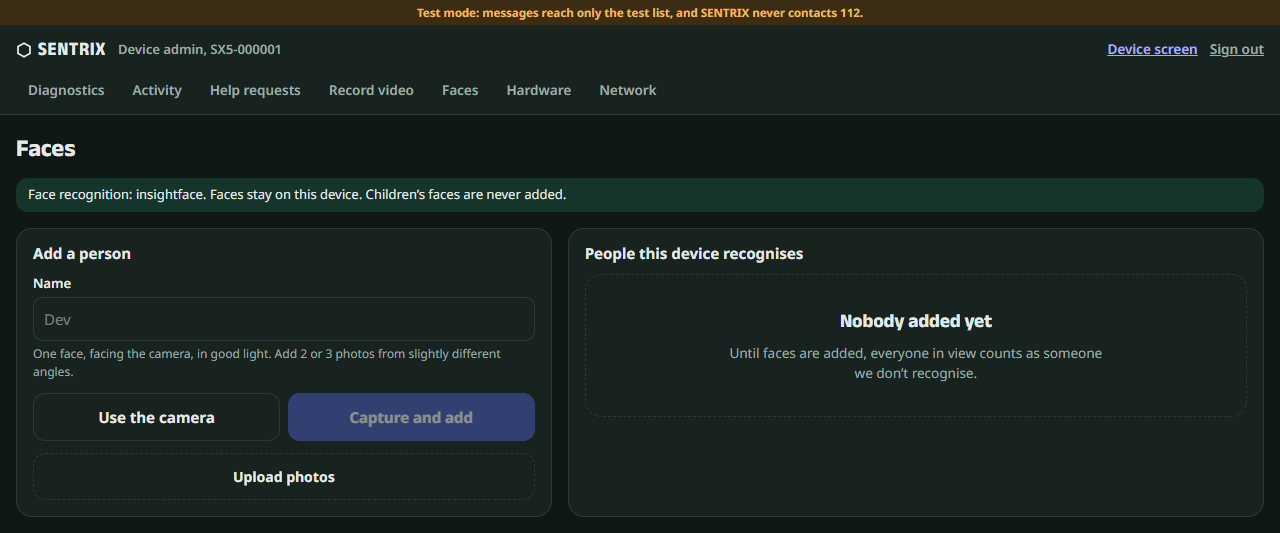 Test mode: messages reach only the test list, and SENTRIX never contacts 112.
SENTRIX Device admin, SX5-000001 Device screen Sign out
Diagnostics Activity Help requests Record video Faces Hardware Network
Faces
Face recognition: insightface. Faces stay on this device. Children’s faces are never added.
Add a person
Name
Dev
One face, facing the camera, in good light. Add 2 or 3 photos from slightly different
angles.
Use the camera Capture and add
Upload photos
People this device recognises
Nobody added yet
Until faces are added, everyone in view counts as someone
we don’t recognise.